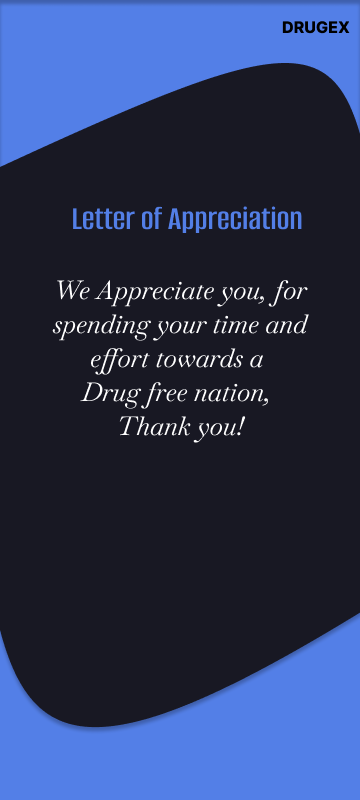 DRUGEX
Letter of Appreciation
We Appreciate you, for
spending your time and
effort towards a
Drug free nation,
Thank you!